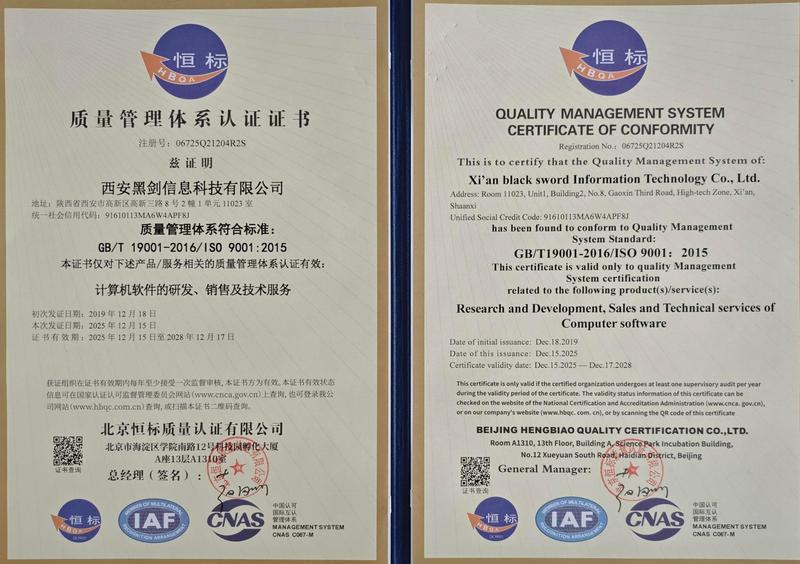 恒标
HBQA
质量管理体系认证证书
注册号：06725Q21204R2S
兹证明
西安黑剑信息科技有限公司
地址：陕西省西安市高新区高新三路8号2幢1单元11023室
统一社会信用代码：91610113MA6W4APF8J
质量管理体系符合标准：
GB/T 19001-2016/ISO 9001:2015
本证书仅对下述产品/服务相关的质量管理体系认证有效：
计算机软件的研发、销售及技术服务
初次发证日期：2019年12月18日
本次发证日期：2025年12月15日
证书有效期：2025年12月15日至2028年12月17日
获证组织在证书有效期内每年至少接受一次监督审核，本证书方为有效，本证书有效状态
信息可在国家认证认可监督管理委员会网站(www.cnca.gov.cn)上查询，也可登录我公
司网站(www.hbqc.com.cn)查询，或扫描本证书二维码查询。
北京恒标质量认证有限公司
北京市海淀区学院南路12号科技园孵化大厦
A座13层A1310室
总经理（签名）：
证书查询
恒标
HBQA
MEMBER OF MULTILATERAL
IAF
RECOGNITION ARRANGEMENT
CNAS
中国认可
国际互认
管理体系
MANAGEMENT SYSTEM
CNAS C067-M
恒标
HBQA
QUALITY MANAGEMENT SYSTEM
CERTIFICATE OF CONFORMITY
Registration No.: 06725Q21204R2S
This is to certify that the Quality Management System of:
Xi'an black sword Information Technology Co., Ltd.
Address: Room 11023, Unit1, Building2, No.8, Gaoxin Third Road, High-tech Zone, Xi'an,
Shaanxi
Unified Social Credit Code: 91610113MA6W4APF8J
has been found to conform to Quality Management
System Standard:
GB/T19001-2016/ISO 9001：2015
This certificate is valid only to quality Management
System certification
related to the following product(s)/service(s):
Research and Development, Sales and Technical services of
Computer software
Date of initial issuance: Dec.18.2019
Date of this issuance: Dec.15.2025
Certificate validity date: Dec.15.2025 — Dec.17.2028
This certificate is only valid if the certified organization undergoes at least one supervisory audit per year
during the validity period of the certificate. The validity status information of this certificate can be
checked on the website of the National Certification and Accreditation Administration (www.cnca. gov.cn),
or on our company's website (www.hbqc. com. cn), or by scanning the QR code of this certificate
BEIJING HENGBIAO QUALITY CERTIFICATION CO.,LTD.
Room A1310, 13th Floor, Building A, Science Park Incubation Building,
No.12 Xueyuan South Road, Haidian District, Beijing
General Manager:
证书查询
恒标
HBQA
MEMBER OF MULTILATERAL
IAF
RECOGNITION ARRANGEMENT
CNAS
中国认可
国际互认
管理体系
MANAGEMENT SYSTEM
CNAS C067-M